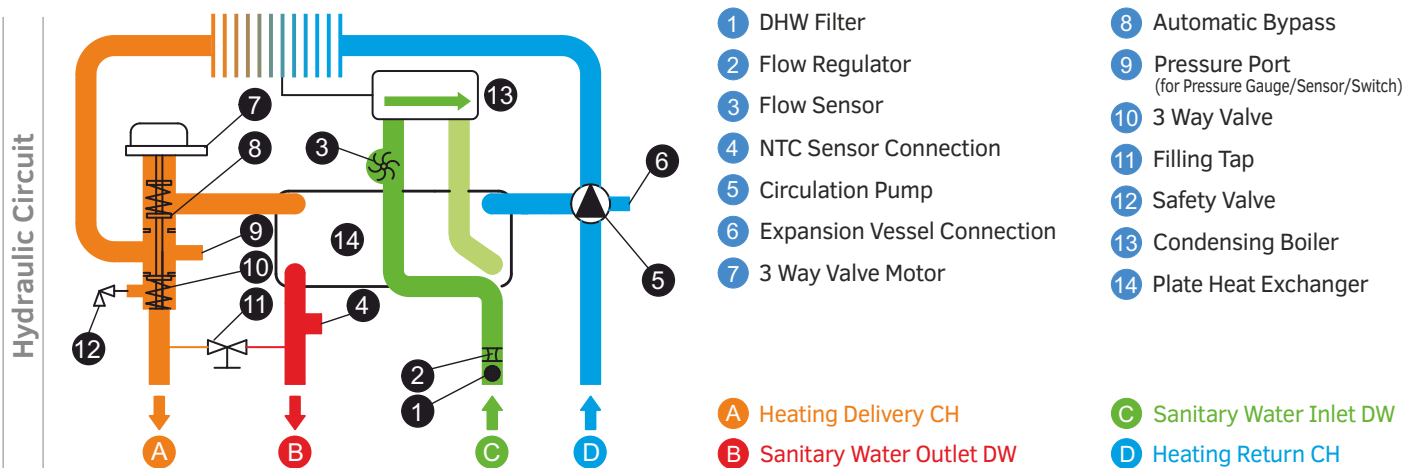 Hydraulic Circuit
7
8
3
13
6
9
14
10
5
11
4
12
2
1
A
B
C
D
1 DHW Filter
2 Flow Regulator
3 Flow Sensor
4 NTC Sensor Connection
5 Circulation Pump
6 Expansion Vessel Connection
7 3 Way Valve Motor
8 Automatic Bypass
9 Pressure Port
(for Pressure Gauge/Sensor/Switch)
10 3 Way Valve
11 Filling Tap
12 Safety Valve
13 Condensing Boiler
14 Plate Heat Exchanger
A Heating Delivery CH
B Sanitary Water Outlet DW
C Sanitary Water Inlet DW
D Heating Return CH